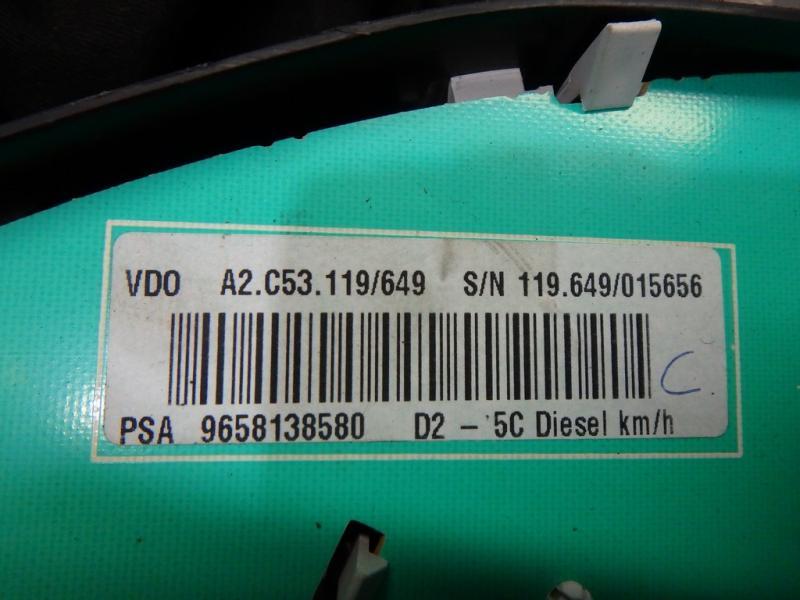 VDO A2.C53.119/649 S/N 119.649/015656
C
PSA 9658138580 D2 - 5C Diesel km/h